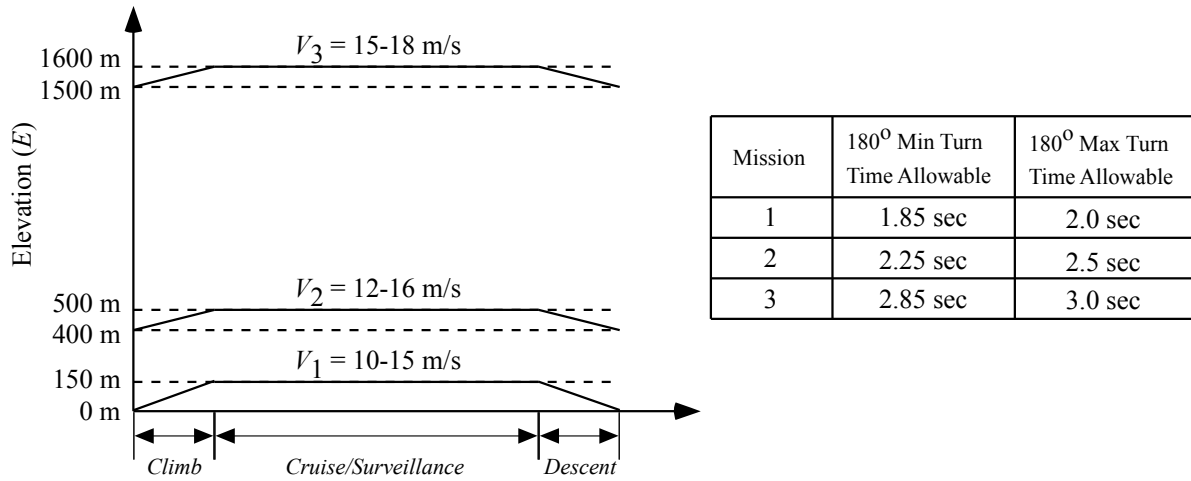 1600 m
V3 = 15-18 m/s
1500 m
Elevation (E)
500 m
V2 = 12-16 m/s
400 m
150 m
V1 = 10-15 m/s
0 m
Climb
Cruise/Surveillance
Descent
Mission
180o Min Turn
Time Allowable
180o Max Turn
Time Allowable
1
1.85 sec
2.0 sec
2
2.25 sec
2.5 sec
3
2.85 sec
3.0 sec